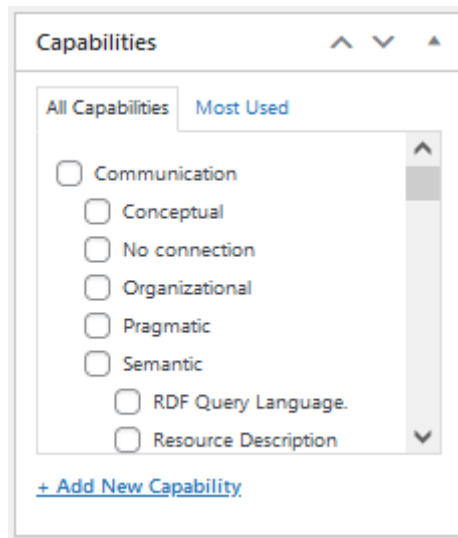 Capabilities
All Capabilities Most Used
Communication
Conceptual
No connection
Organizational
Pragmatic
Semantic
RDF Query Language.
Resource Description
+ Add New Capability